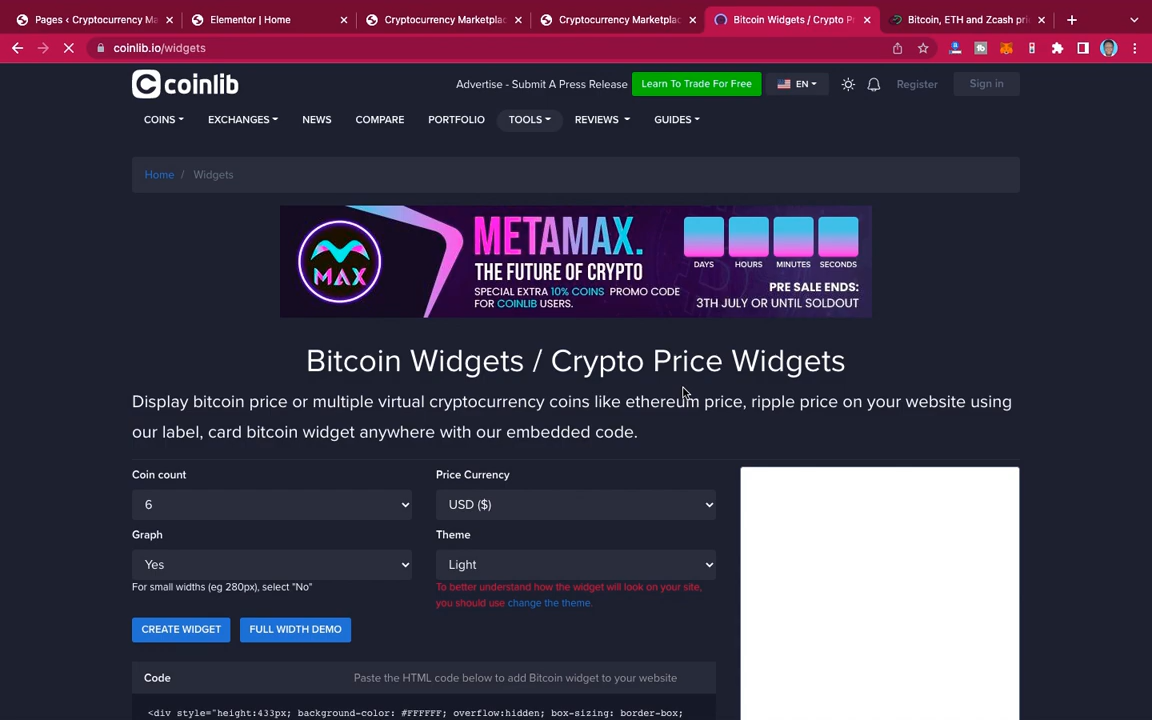 Pages ‹ Cryptocurrency Ma
Elementor | Home
Cryptocurrency Marketplac
Cryptocurrency Marketplac
Bitcoin Widgets / Crypto P
Bitcoin, ETH and Zcash pri
coinlib.io/widgets
coinlib
Advertise - Submit A Press Release
Learn To Trade For Free
EN
Register
Sign in
COINS
EXCHANGES
NEWS
COMPARE
PORTFOLIO
TOOLS
REVIEWS
GUIDES
Home / Widgets
MAX
METAMAX.
THE FUTURE OF CRYPTO
SPECIAL EXTRA 10% COINS PROMO CODE
FOR COINLIB USERS.
DAYS HOURS MINUTES SECONDS
PRE SALE ENDS:
3TH JULY OR UNTIL SOLDOUT
Bitcoin Widgets / Crypto Price Widgets
Display bitcoin price or multiple virtual cryptocurrency coins like ethereum price, ripple price on your website using
our label, card bitcoin widget anywhere with our embedded code.
Coin count
Price Currency
6
USD ($)
Graph
Theme
Yes
Light
For small widths (eg 280px), select "No"
To better understand how the widget will look on your site,
you should use change the theme.
CREATE WIDGET
FULL WIDTH DEMO
Code
Paste the HTML code below to add Bitcoin widget to your website
<div style="height:433px; background-color: #FFFFFF; overflow:hidden; box-sizing: border-box;